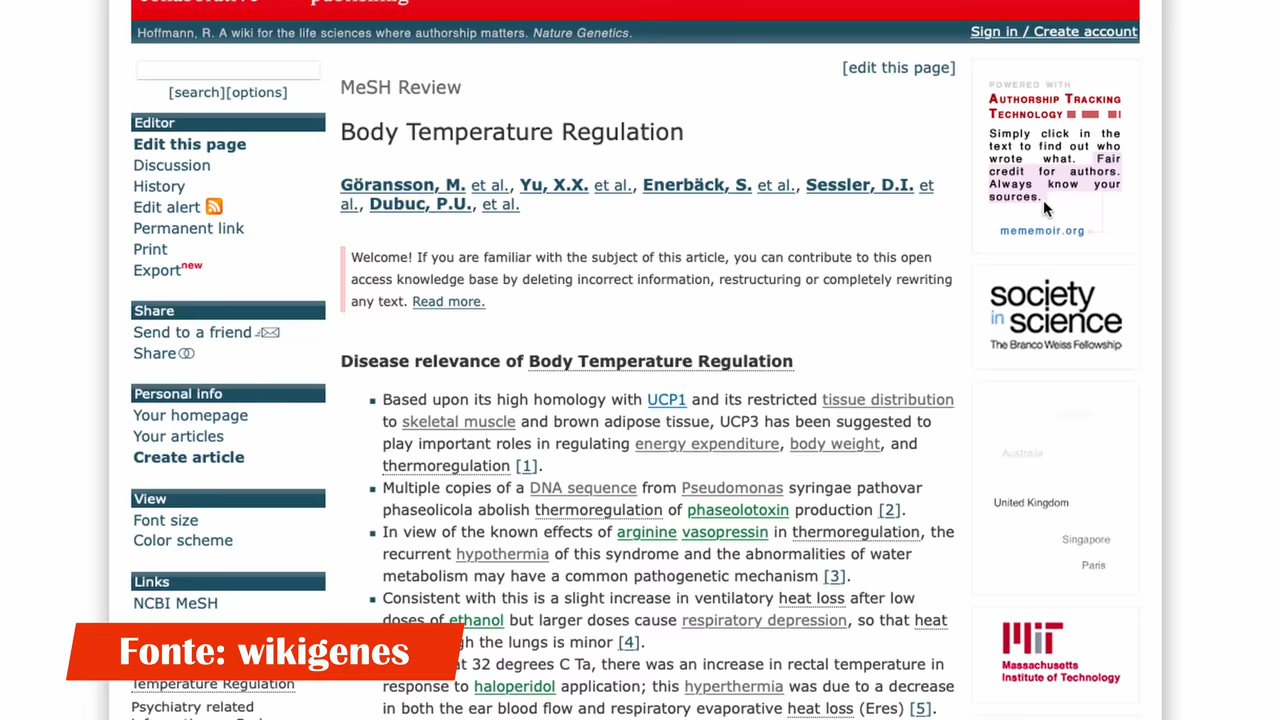 Hoffmann, R. A wiki for the life sciences where authorship matters. Nature Genetics.
Sign in / Create account
[search][options]
Editor
Edit this page
Discussion
History
Edit alert
Permanent link
Print
Exportnew
Share
Send to a friend
Share
Personal info
Your homepage
Your articles
Create article
View
Font size
Color scheme
Links
NCBI MeSH
Temperature Regulation
Psychiatry related
[edit this page]
MeSH Review
Body Temperature Regulation
Göransson, M. et al., Yu, X.X. et al., Enerbäck, S. et al., Sessler, D.I. et
al., Dubuc, P.U., et al.
Welcome! If you are familiar with the subject of this article, you can contribute to this open
access knowledge base by deleting incorrect information, restructuring or completely rewriting
any text. Read more.
Disease relevance of Body Temperature Regulation
Based upon its high homology with UCP1 and its restricted tissue distribution
to skeletal muscle and brown adipose tissue, UCP3 has been suggested to
play important roles in regulating energy expenditure, body weight, and
thermoregulation [1].
Multiple copies of a DNA sequence from Pseudomonas syringae pathovar
phaseolicola abolish thermoregulation of phaseolotoxin production [2].
In view of the known effects of arginine vasopressin in thermoregulation, the
recurrent hypothermia of this syndrome and the abnormalities of water
metabolism may have a common pathogenetic mechanism [3].
Consistent with this is a slight increase in ventilatory heat loss after low
doses of ethanol but larger doses cause respiratory depression, so that heat
the lungs is minor [4].
at 32 degrees C Ta, there was an increase in rectal temperature in
response to haloperidol application; this hyperthermia was due to a decrease
in both the ear blood flow and respiratory evaporative heat loss (Eres) [5].
POWERED WITH
AUTHORSHIP TRACKING
TECHNOLOGY
Simply click in the
text to find out who
wrote what. Fair
credit for authors.
Always know your
sources.
mememoir.org
society
in science
The Branco Weiss Fellowship
Australia
United Kingdom
Singapore
Paris
MIT
Massachusetts
Institute of Technology
Fonte: wikigenes